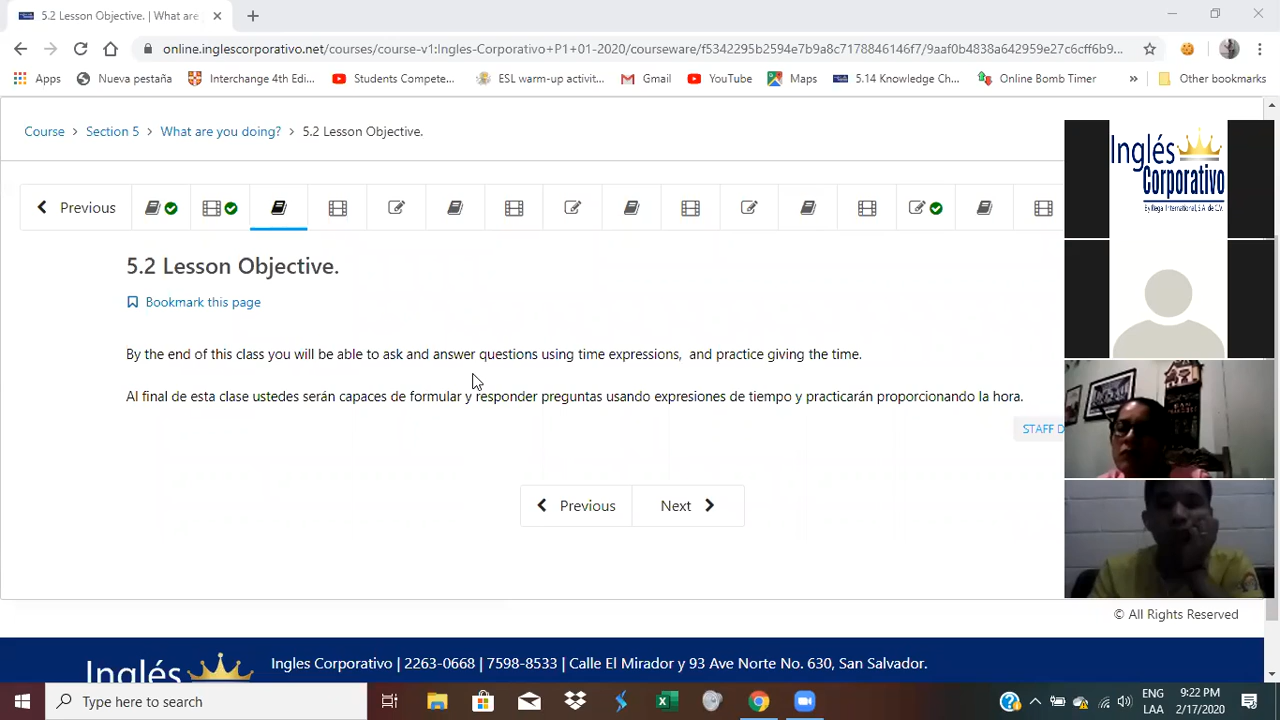 5.2 Lesson Objective. | What are
online.inglescorporativo.net/courses/course-v1:Ingles-Corporativo+P1+01-2020/courseware/f5342295b2594e7b9a8c7178846146f7/9aaf0b4838a642959e27c6cff6b9...
Apps Nueva pestaña Interchange 4th Edi... Students Compete... ESL warm-up activit... Gmail YouTube Maps 5.14 Knowledge Ch... Online Bomb Timer » Other bookmarks
Course > Section 5 > What are you doing? > 5.2 Lesson Objective.
Previous
Inglés
Corporativo
5.2 Lesson Objective.
Bookmark this page
By the end of this class you will be able to ask and answer questions using time expressions, and practice giving the time.
Al final de esta clase ustedes serán capaces de formular y responder preguntas usando expresiones de tiempo y practicarán proporcionando la hora.
STAFF D
Previous Next
© All Rights Reserved
Inglés
Ingles Corporativo | 2263-0668 | 7598-8533 | Calle El Mirador y 93 Ave Norte No. 630, San Salvador.
Type here to search
ENG
LAA
9:22 PM
2/17/2020